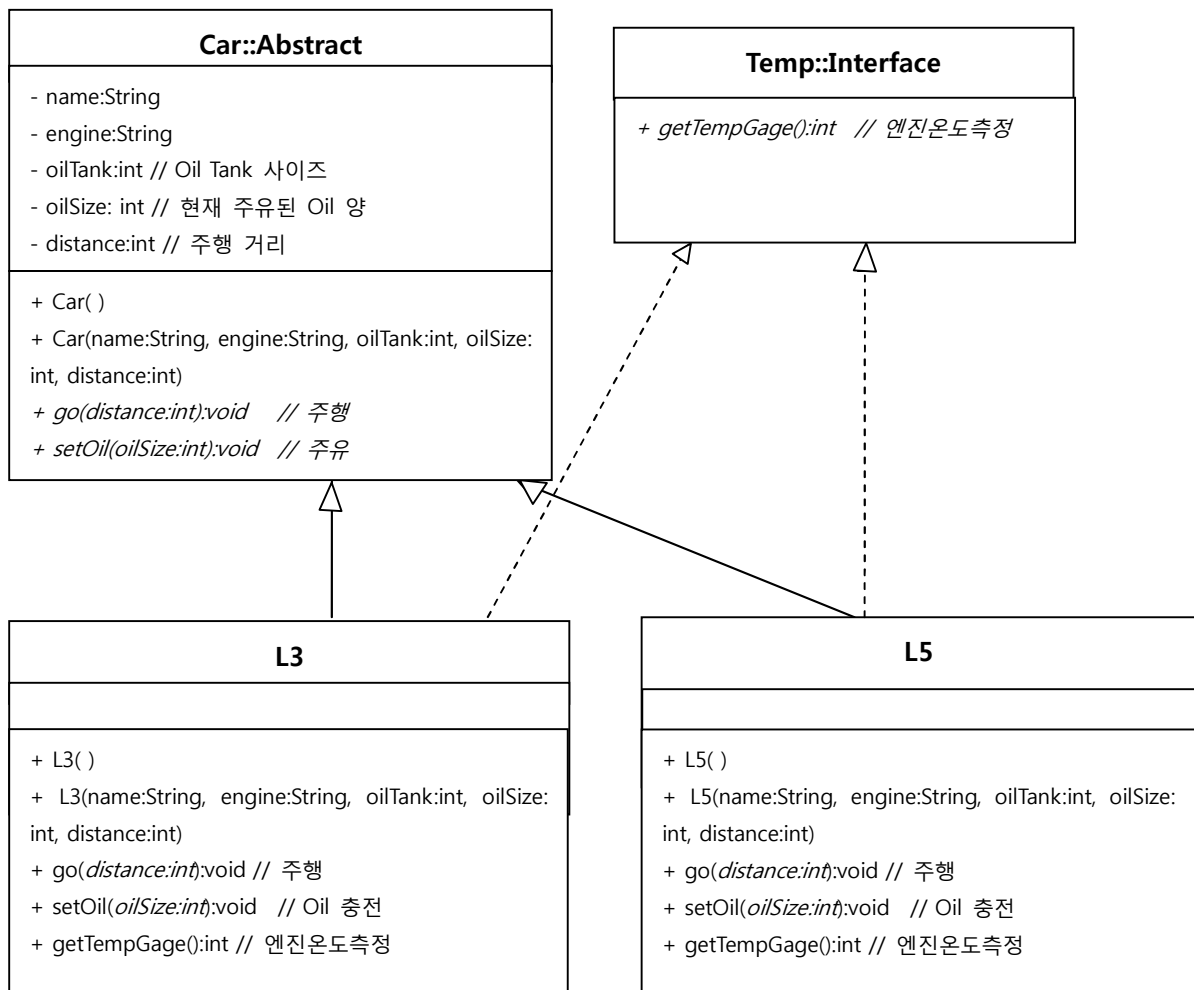 Car::Abstract
- name:String
- engine:String
- oilTank:int // Oil Tank 사이즈
- oilSize: int // 현재 주유된 Oil 양
- distance:int // 주행 거리
+ Car( )
+ Car(name:String, engine:String, oilTank:int, oilSize:
int, distance:int)
+ go(distance:int):void // 주행
+ setOil(oilSize:int):void // 주유
Temp::Interface
+ getTempGage():int // 엔진온도측정
L3
+ L3( )
+ L3(name:String, engine:String, oilTank:int, oilSize:
int, distance:int)
+ go(distance:int):void // 주행
+ setOil(oilSize:int):void // Oil 충전
+ getTempGage():int // 엔진온도측정
L5
+ L5( )
+ L5(name:String, engine:String, oilTank:int, oilSize:
int, distance:int)
+ go(distance:int):void // 주행
+ setOil(oilSize:int):void // Oil 충전
+ getTempGage():int // 엔진온도측정